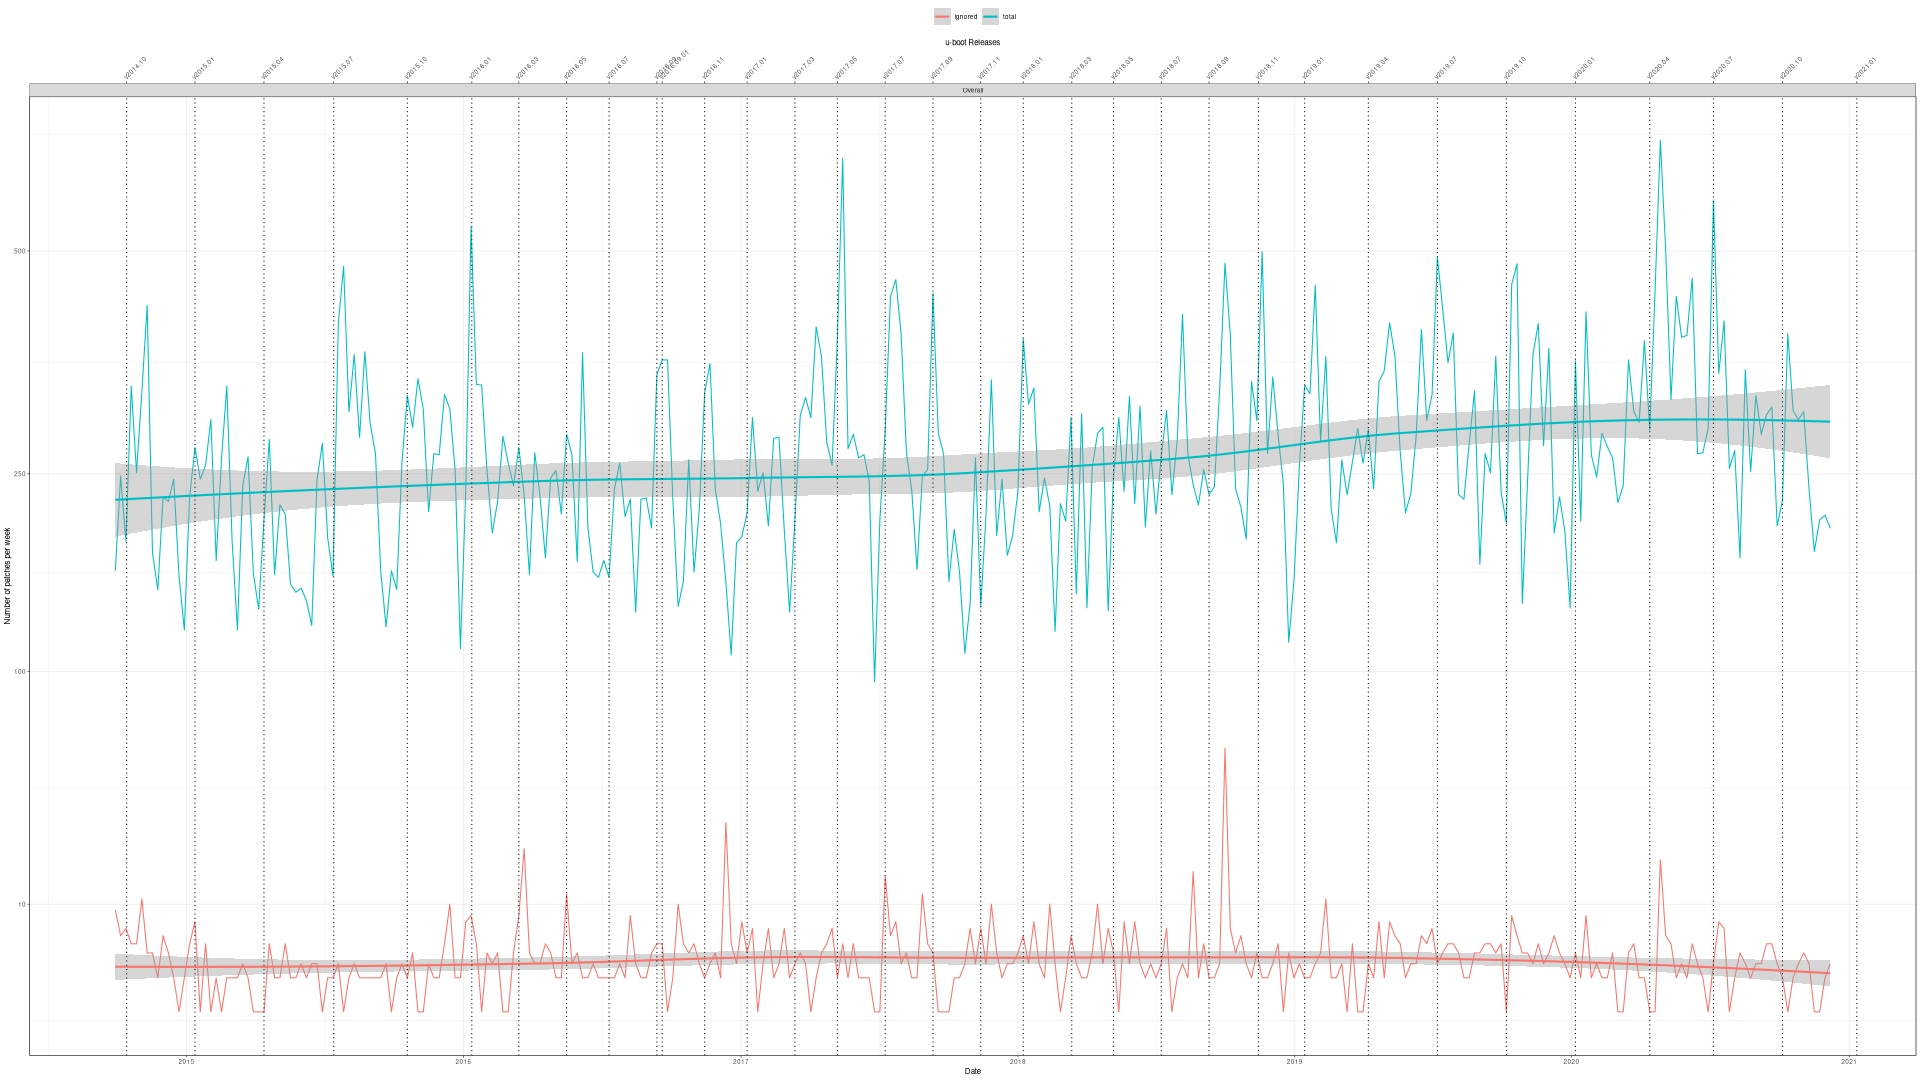 ignored total
u-boot Releases
250
v2014.10 v2015.01 v2015.04 v2015.07 v2015.10 v2016.01 v2016.03 v2016.05 v2016.07 v2016.09.01 v2016.11 v2017.01 v2017.03 v2017.05 v2017.07 v2017.09 v2017.11 v2018.01 v2018.03 v2018.05 v2018.07 v2018.09 v2018.11 v2019.01 v2019.04 v2019.07 v2019.10 v2020.01 v2020.04 v2020.07 v2020.10 v2021.01
Overall
500
250
Number of patches per week
100
10
2015 2016 2017 2018 2019 2020 2021
Date